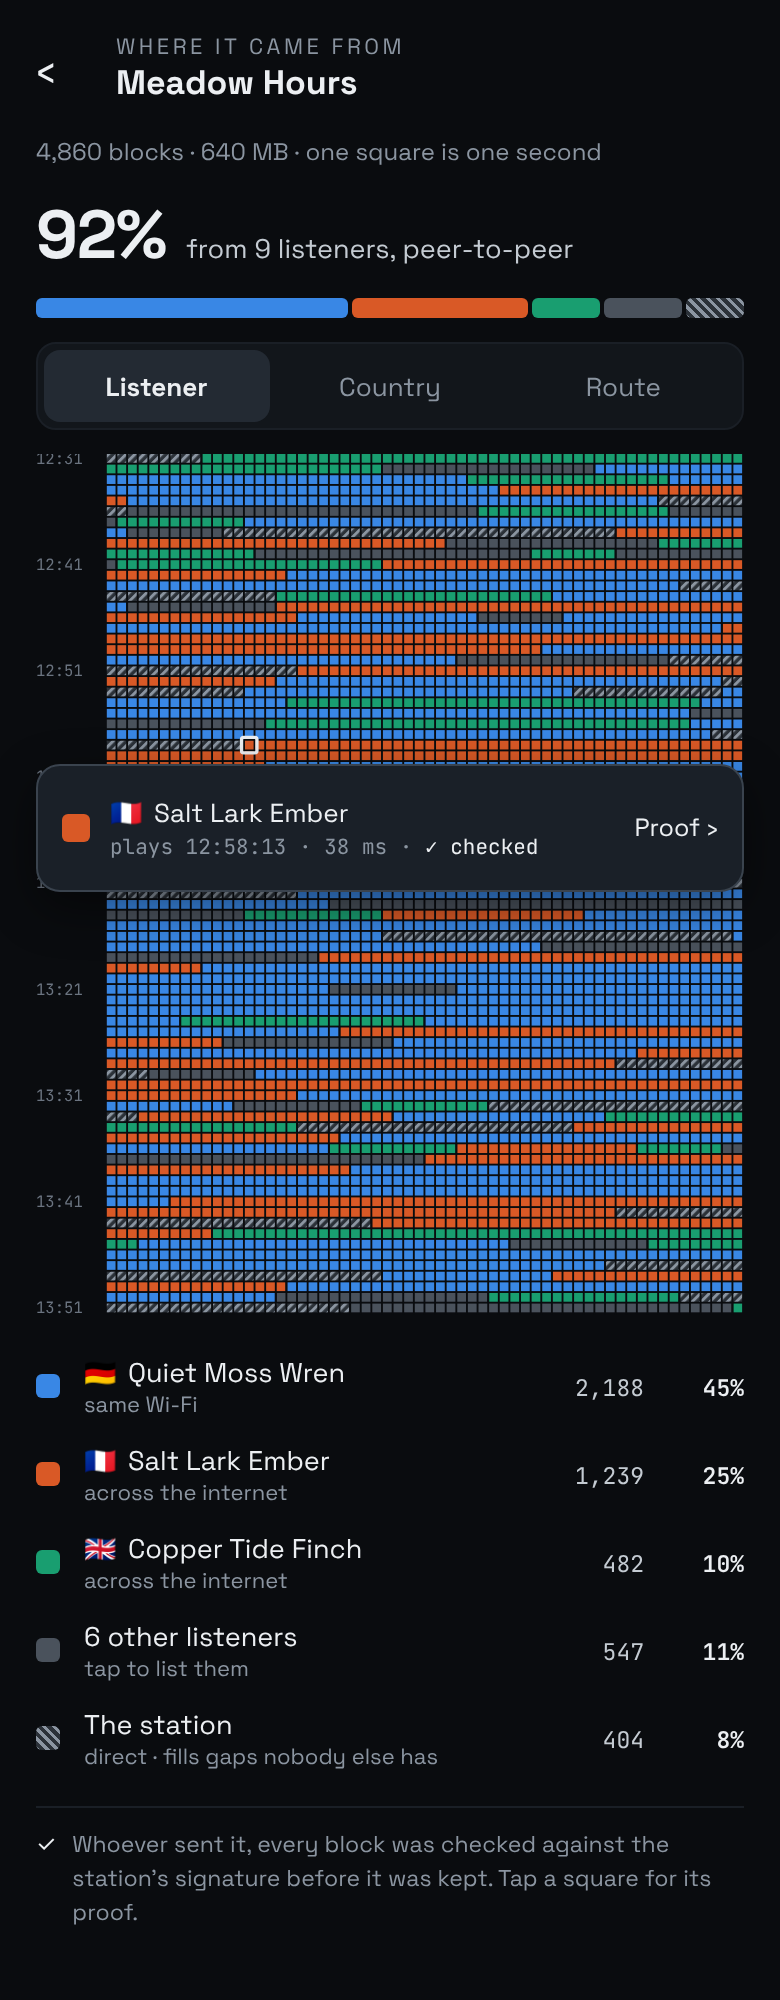 WHERE IT CAME FROM
<
Meadow Hours
4,860 blocks · 640 MB · one square is one second
92% from 9 listeners, peer-to-peer
Listener Country Route
12:31
12:41
12:51
Salt Lark Ember
plays 12:58:13 · 38 ms · ✓ checked
Proof >
13:21
13:31
13:41
13:51
Quiet Moss Wren
same Wi-Fi
2,188 45%
Salt Lark Ember
across the internet
1,239 25%
Copper Tide Finch
across the internet
482 10%
6 other listeners
tap to list them
547 11%
The station
direct · fills gaps nobody else has
404 8%
✓ Whoever sent it, every block was checked against the
station’s signature before it was kept. Tap a square for its
proof.